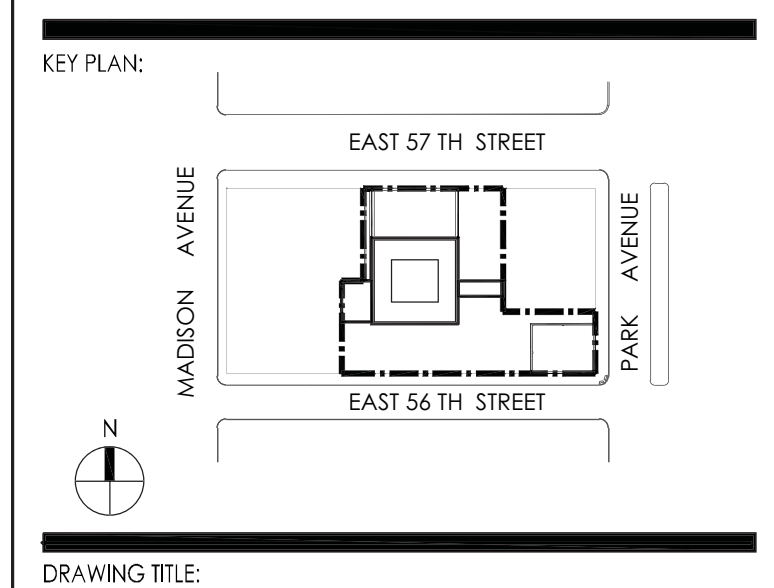 KEY PLAN:
EAST 57 TH STREET
MADISON AVENUE
PARK AVENUE
EAST 56 TH STREET
N
DRAWING TITLE: